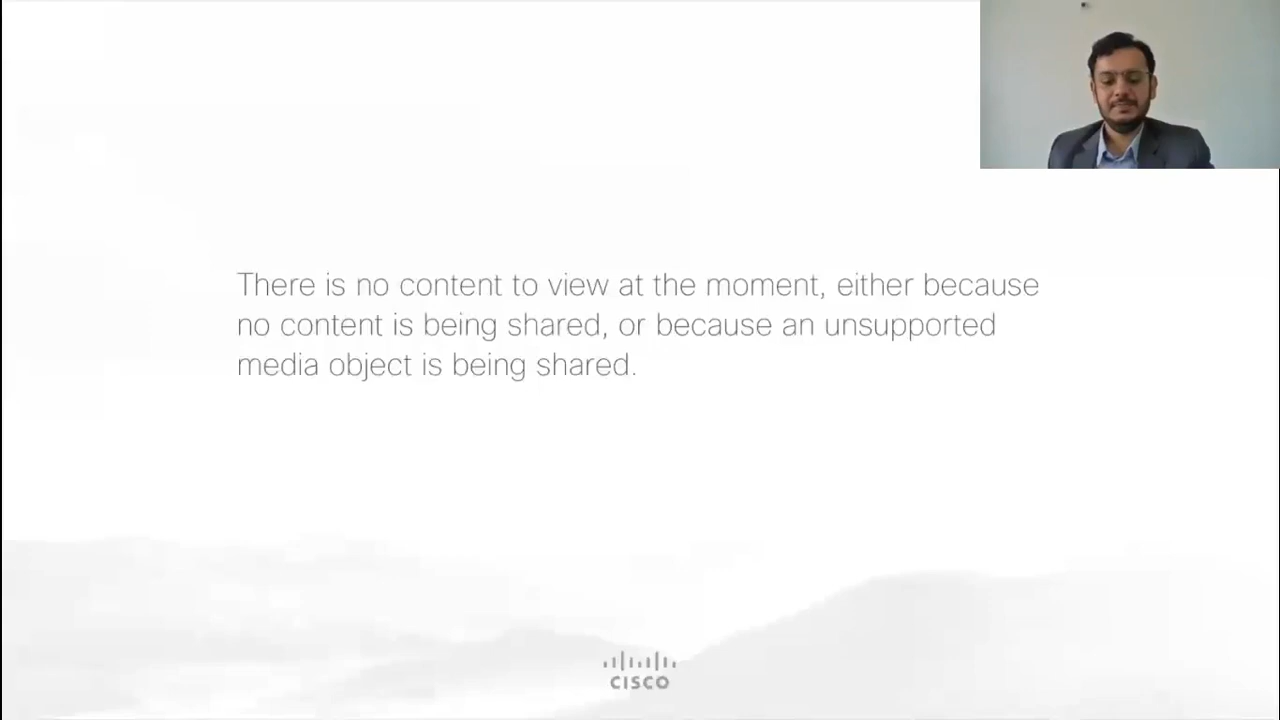 There is no content to view at the moment, either because
no content is being shared, or because an unsupported
media object is being shared.
CISCO